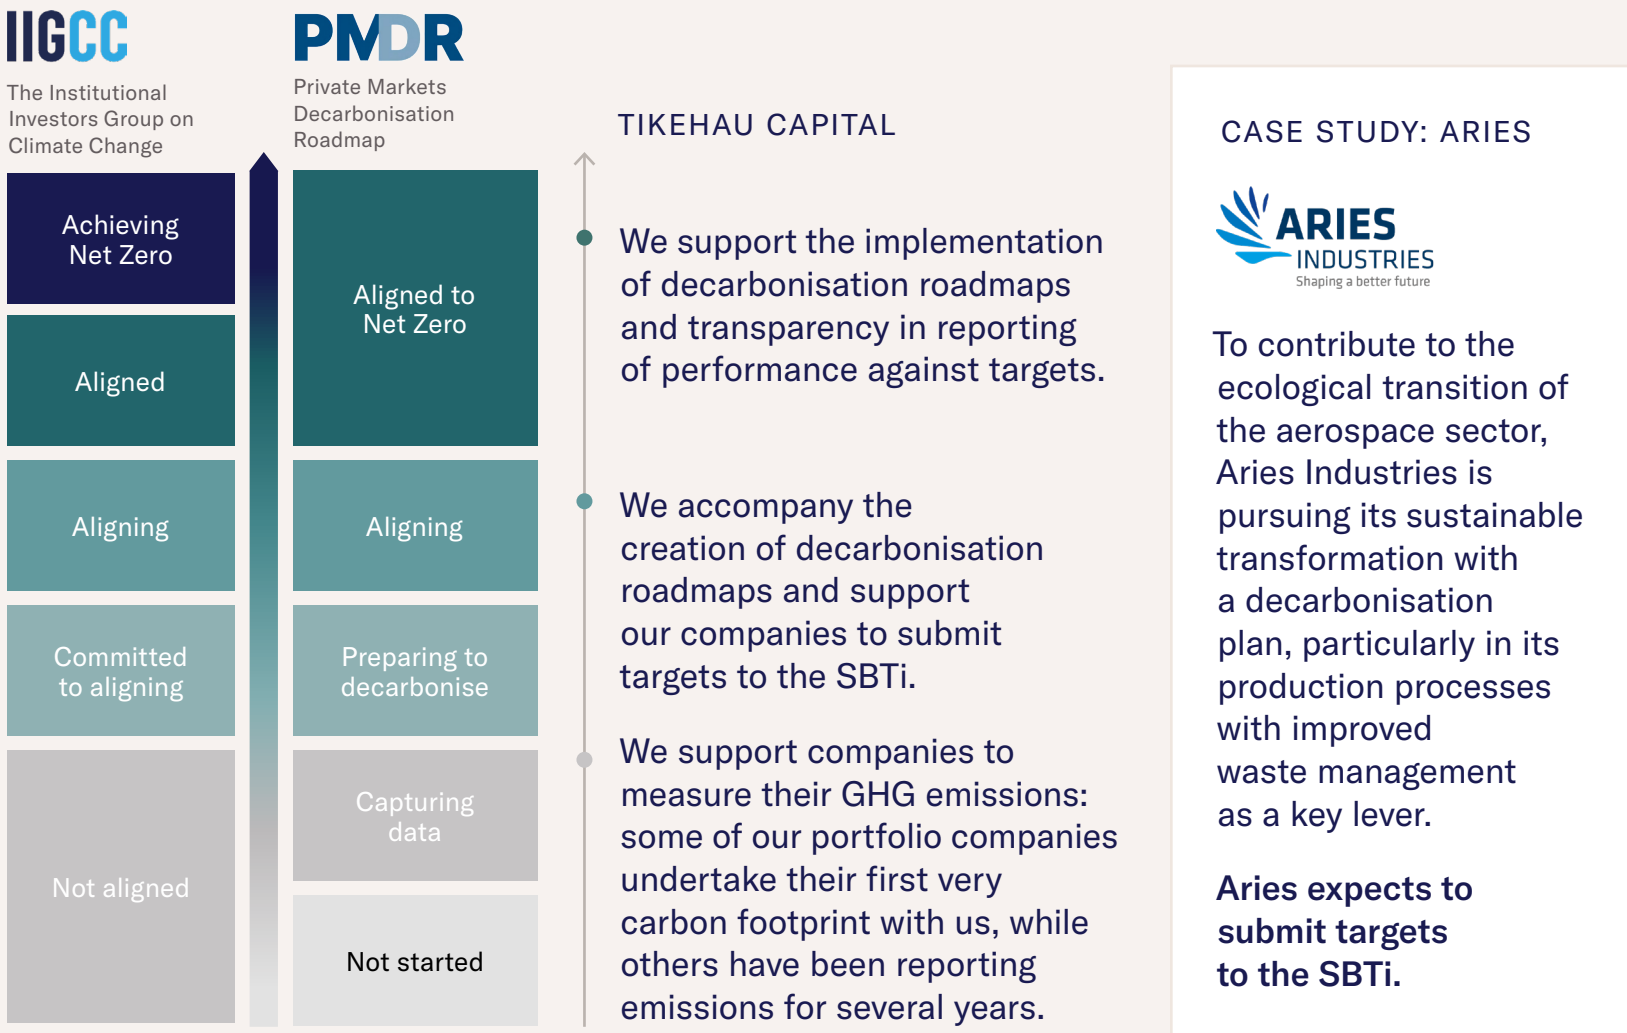 IIGCC
The Institutional
Investors Group on
Climate Change
Achieving
Net Zero
Aligned
Aligning
Committed
to aligning
Not aligned
PMDR
Private Markets
Decarbonisation
Roadmap
Aligned to
Net Zero
Aligning
Preparing to
decarbonise
Capturing
data
Not started
TIKEHAU CAPITAL
We support the implementation
of decarbonisation roadmaps
and transparency in reporting
of performance against targets.
We accompany the
creation of decarbonisation
roadmaps and support
our companies to submit
targets to the SBTi.
We support companies to
measure their GHG emissions:
some of our portfolio companies
undertake their first very
carbon footprint with us, while
others have been reporting
emissions for several years.
CASE STUDY: ARIES
ARIES
INDUSTRIES
Shaping a better future
To contribute to the
ecological transition of
the aerospace sector,
Aries Industries is
pursuing its sustainable
transformation with
a decarbonisation
plan, particularly in its
production processes
with improved
waste management
as a key lever.
Aries expects to
submit targets
to the SBTi.